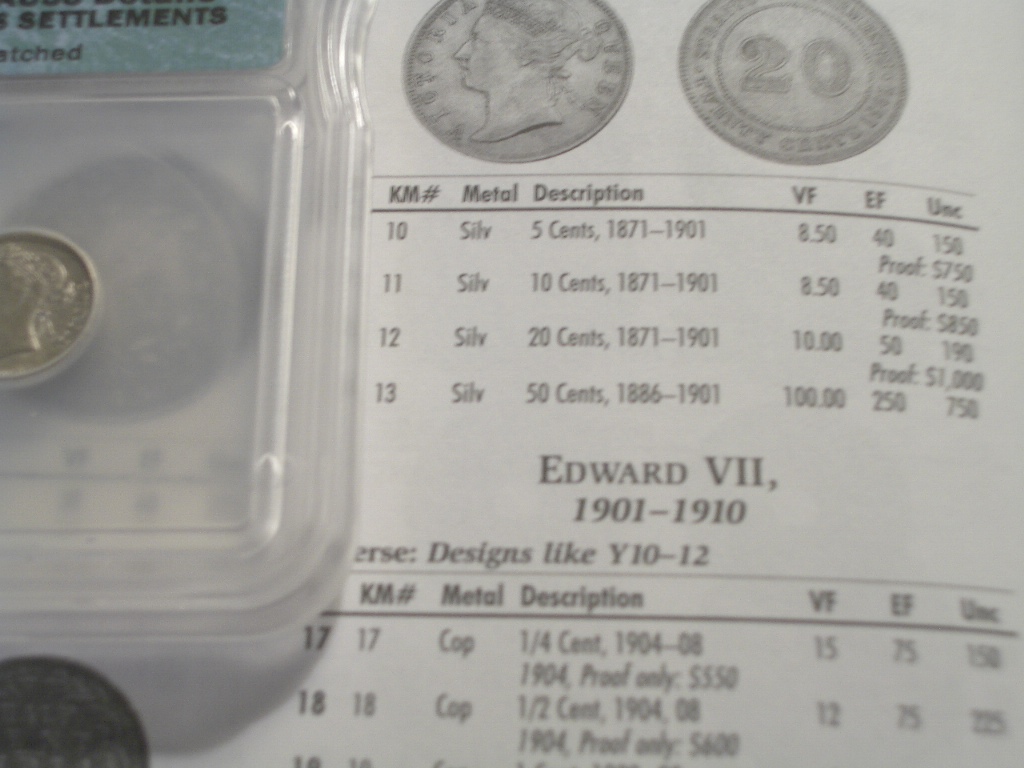 S SETTLEMENTS
atched
VICTORIA QUEEN
20
KM# Metal Description VF EF Unc
10 Silv 5 Cents, 1871–1901 8.50 40 150
Proof: $750
11 Silv 10 Cents, 1871–1901 8.50 40 150
Proof: $850
12 Silv 20 Cents, 1871–1901 10.00 50 190
Proof: $1,000
13 Silv 50 Cents, 1886–1901 100.00 250 750
EDWARD VII,
1901–1910
erse: Designs like Y10–12
KM# Metal Description VF EF Unc
17 17 Cop 1/4 Cent, 1904–08 15 75 150
1904, Proof only: $550
18 18 Cop 1/2 Cent, 1904, 08 12 75 225
1904, Proof only: $600